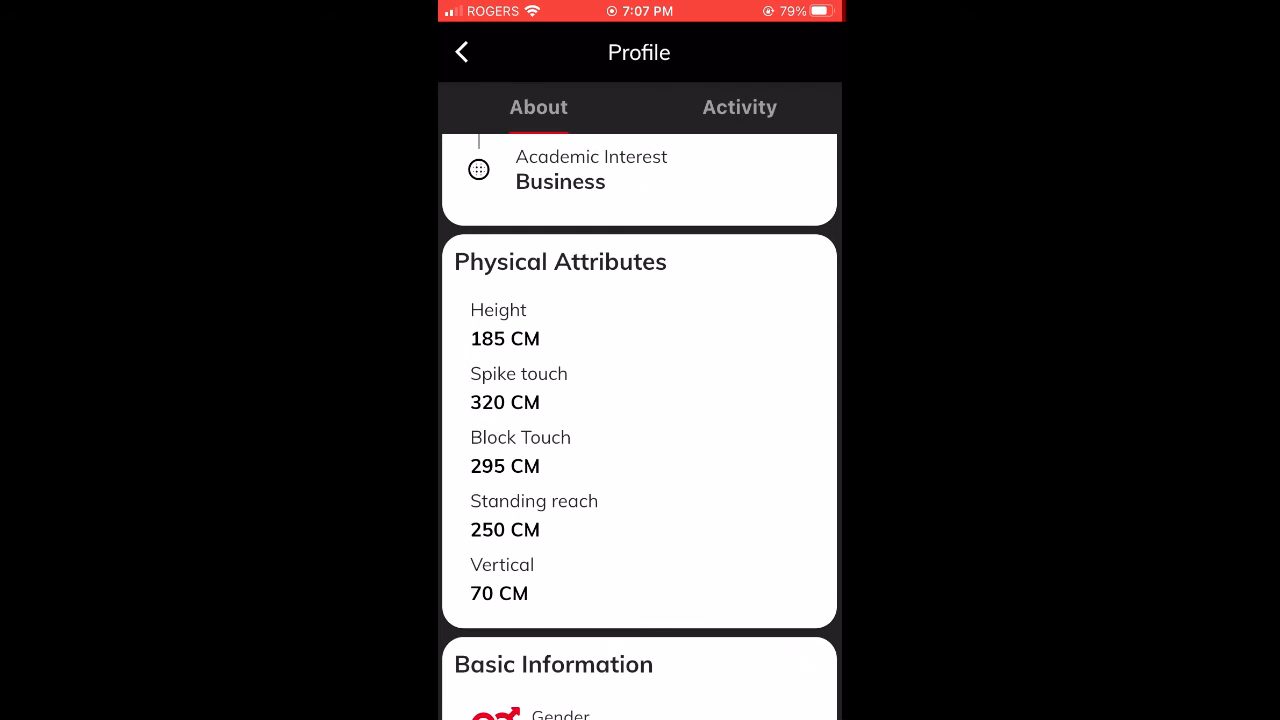 ROGERS 7:07 PM 79%
Profile
About Activity
Academic Interest
Business
Physical Attributes
Height
185 CM
Spike touch
320 CM
Block Touch
295 CM
Standing reach
250 CM
Vertical
70 CM
Basic Information
Gender